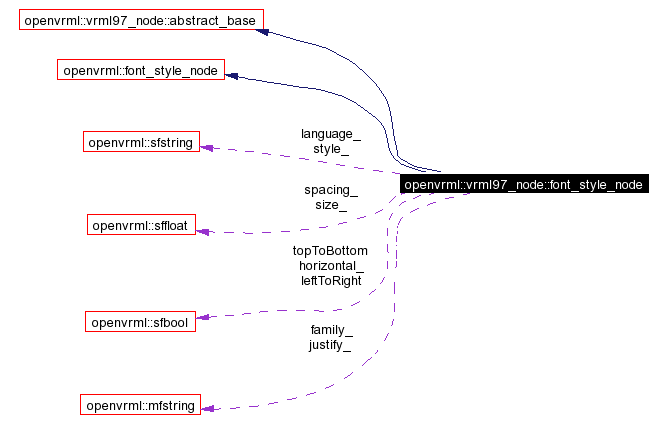 openvrml::vrml97_node::abstract_base
openvrml::font_style_node
openvrml::sfstring
language_
style_
openvrml::vrml97_node::font_style_node
spacing_
size_
openvrml::sffloat
topToBottom
horizontal_
leftToRight
openvrml::sfbool
family_
justify_
openvrml::mfstring